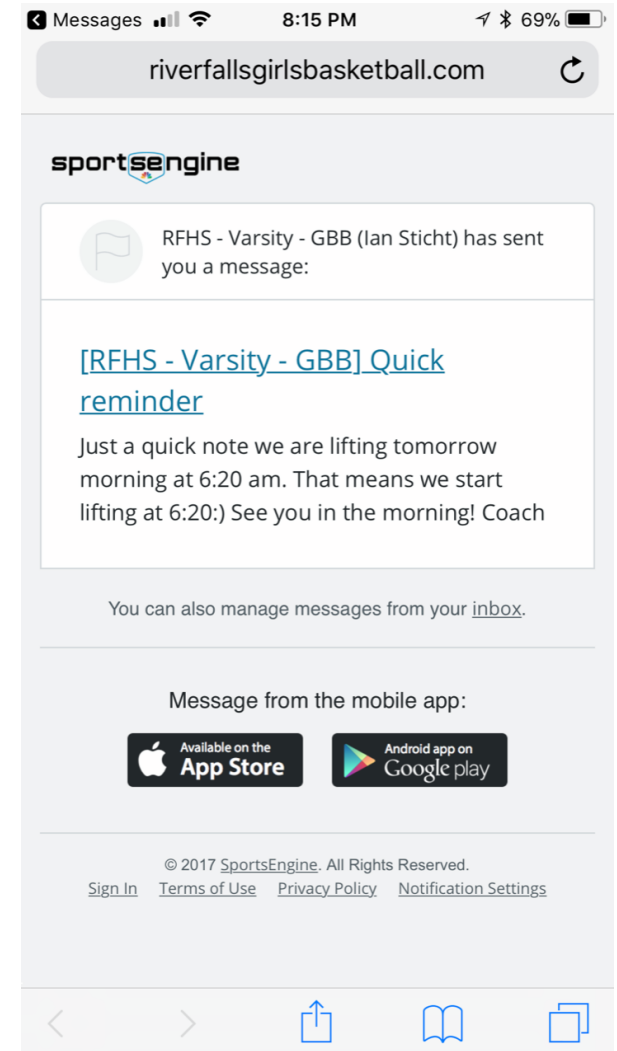 Messages 8:15 PM 69%
riverfallsgirlsbasketball.com
sportsengine
RFHS - Varsity - GBB (Ian Sticht) has sent
you a message:
[RFHS - Varsity - GBB] Quick
reminder
Just a quick note we are lifting tomorrow
morning at 6:20 am. That means we start
lifting at 6:20:) See you in the morning! Coach
You can also manage messages from your inbox.
Message from the mobile app:
Available on the
App Store
Android app on
Google play
© 2017 SportsEngine. All Rights Reserved.
Sign In Terms of Use Privacy Policy Notification Settings